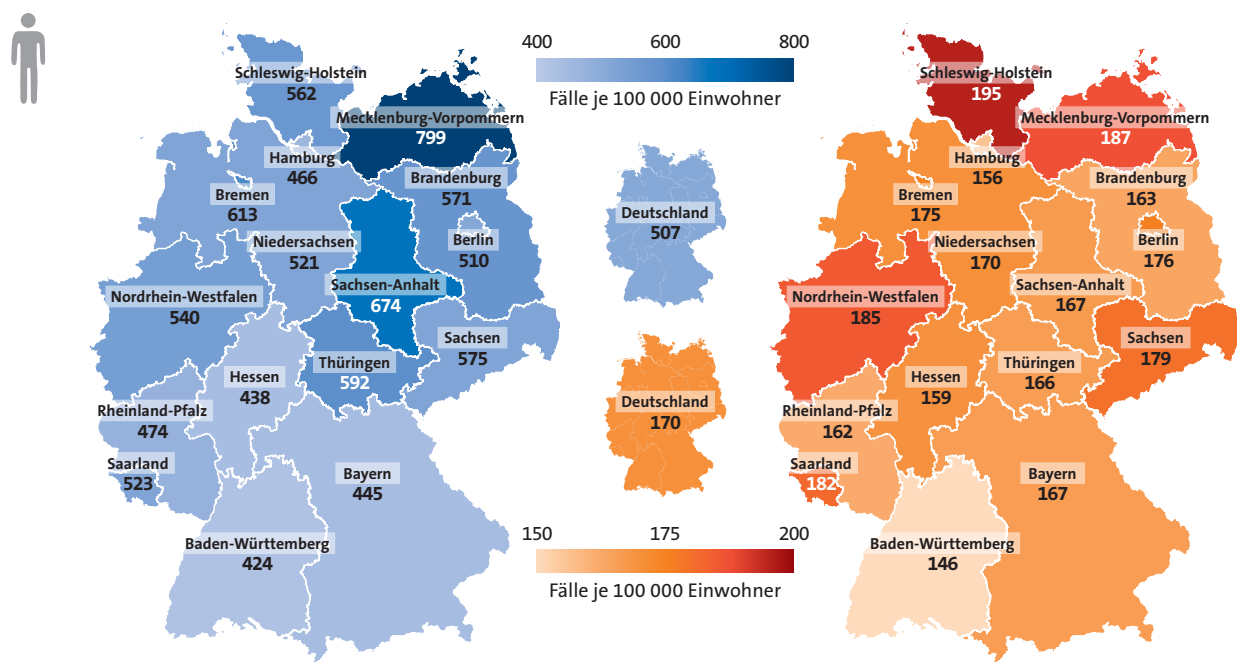 400 600 800
Fälle je 100 000 Einwohner
Schleswig-Holstein
562
Mecklenburg-Vorpommern
799
Hamburg
466
Bremen
613
Brandenburg
571
Niedersachsen
521
Berlin
510
Sachsen-Anhalt
674
Nordrhein-Westfalen
540
Sachsen
575
Thüringen
592
Hessen
438
Rheinland-Pfalz
474
Saarland
523
Bayern
445
Baden-Württemberg
424
Deutschland
507
Deutschland
170
150 175 200
Fälle je 100 000 Einwohner
Schleswig-Holstein
195
Mecklenburg-Vorpommern
187
Hamburg
156
Bremen
175
Brandenburg
163
Niedersachsen
170
Berlin
176
Sachsen-Anhalt
167
Nordrhein-Westfalen
185
Sachsen
179
Thüringen
166
Hessen
159
Rheinland-Pfalz
162
Saarland
182
Bayern
167
Baden-Württemberg
146